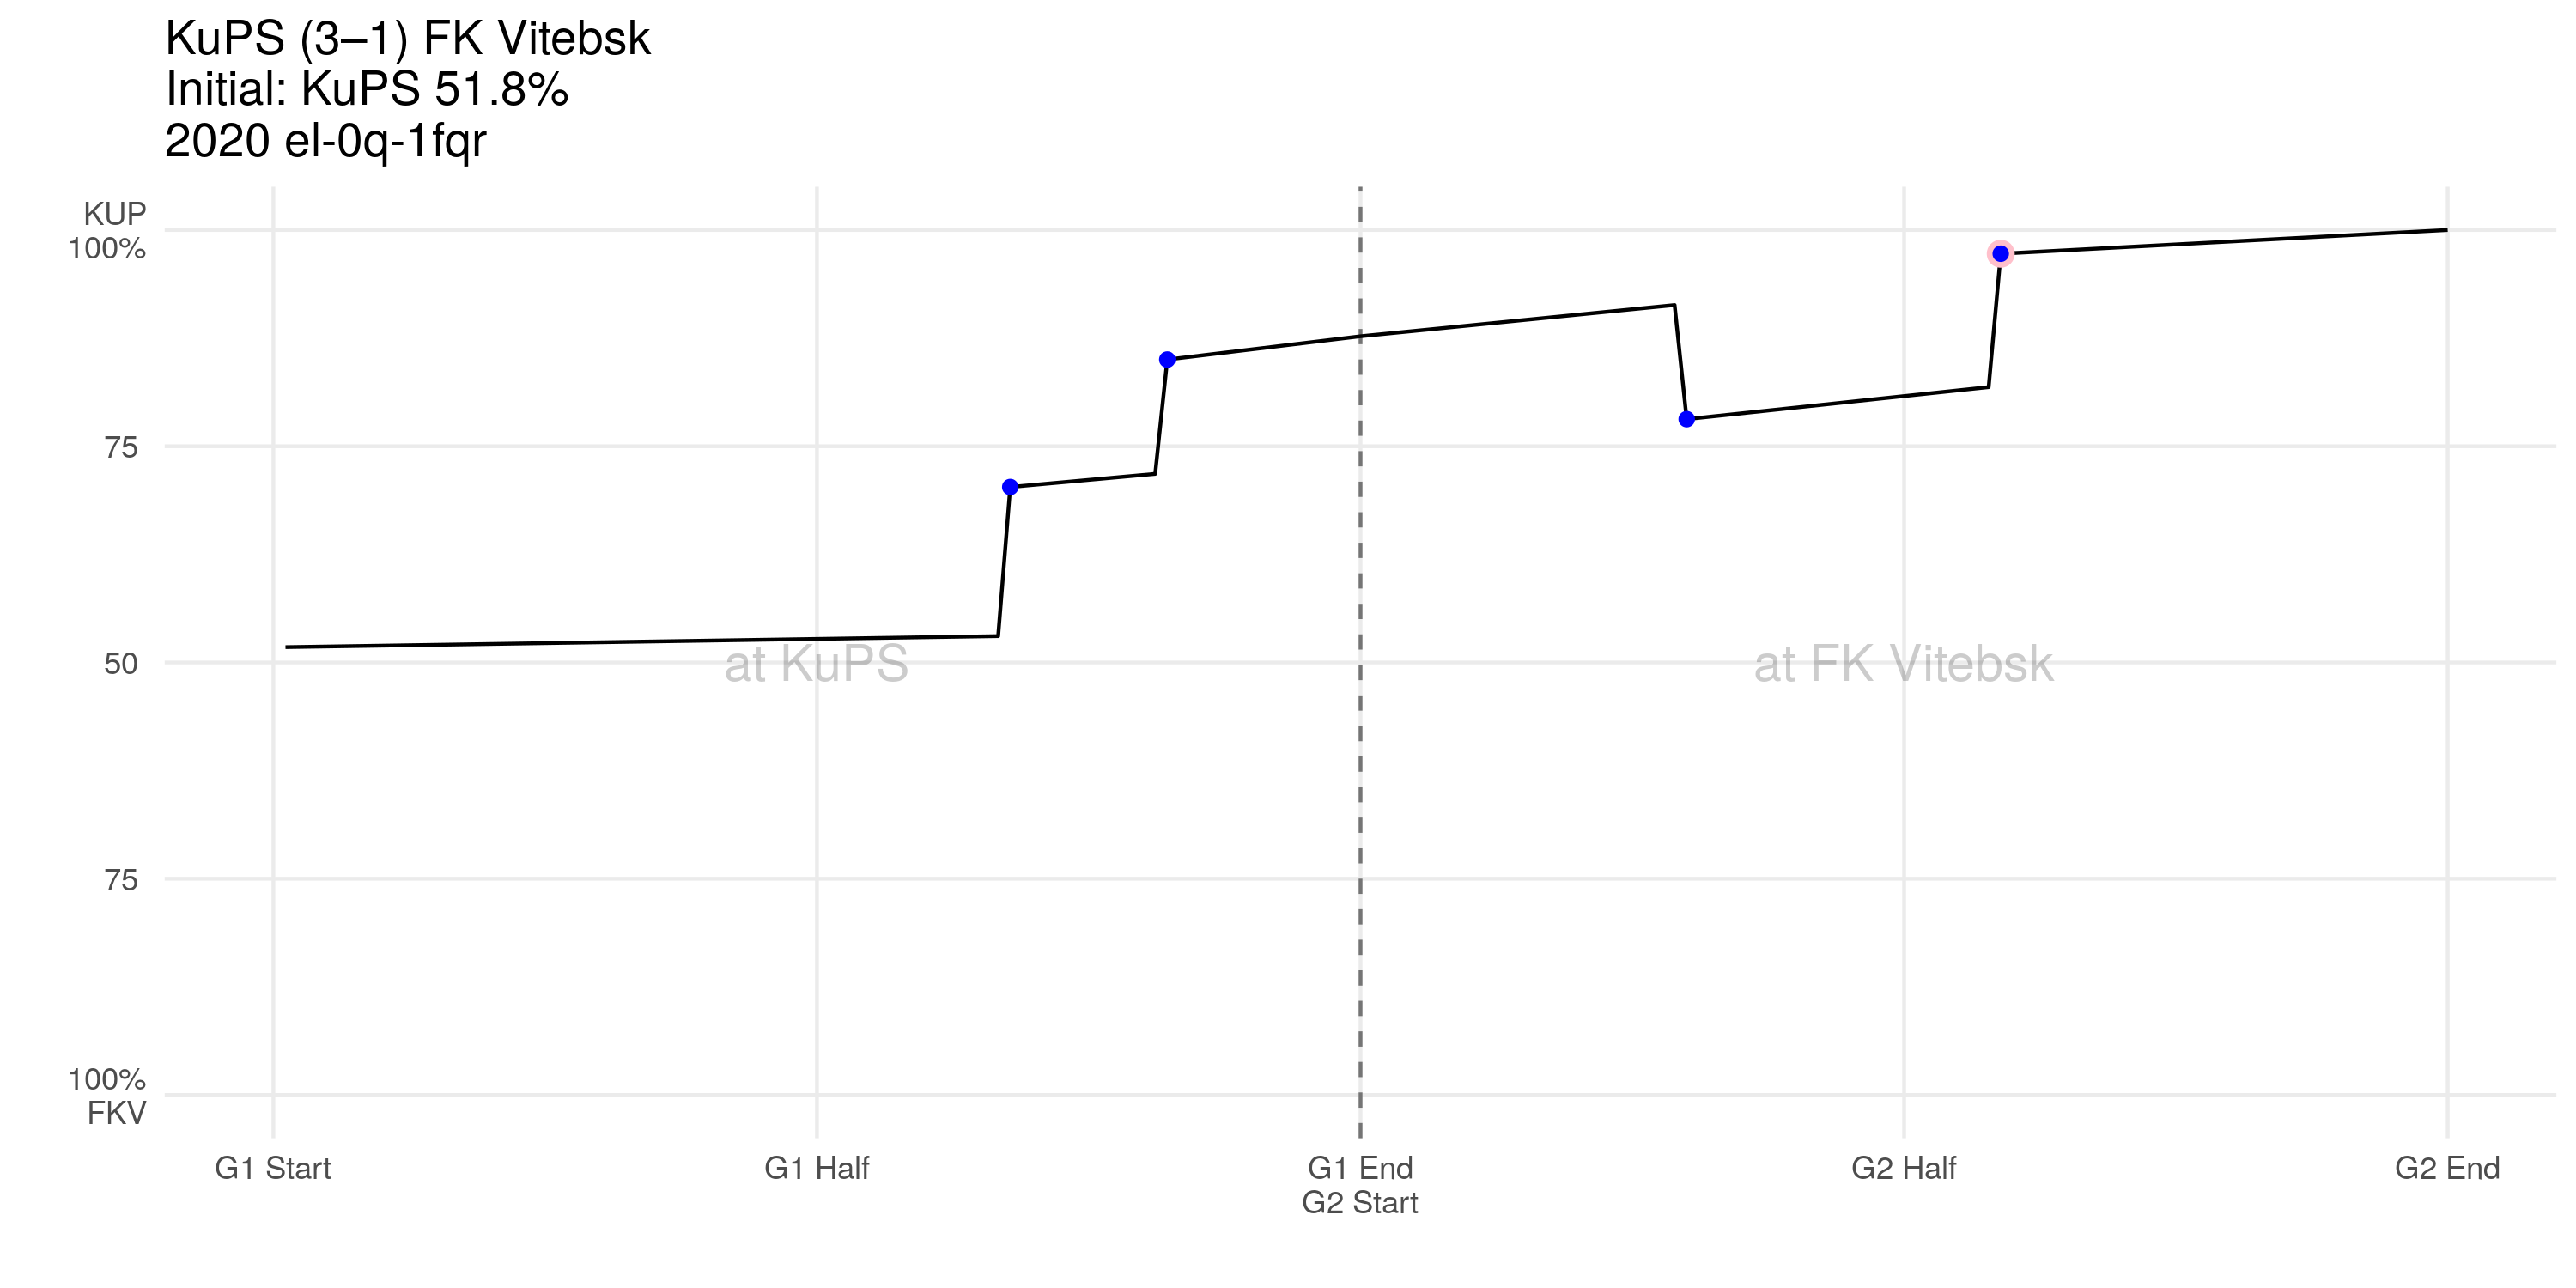 KuPS (3–1) FK Vitebsk
Initial: KuPS 51.8%
2020 el-0q-1fqr
KUP
100%
75
50
75
100%
FKV
at KuPS
at FK Vitebsk
G1 Start
G1 Half
G1 End
G2 Start
G2 Half
G2 End